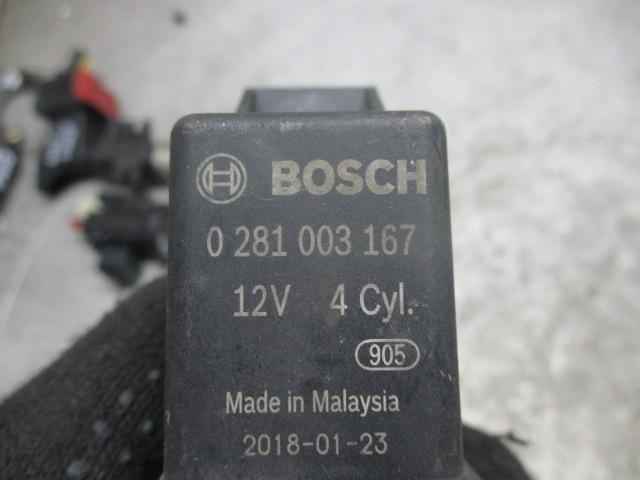 BOSCH
0 281 003 167
12V 4 Cyl.
905
Made in Malaysia
2018-01-23